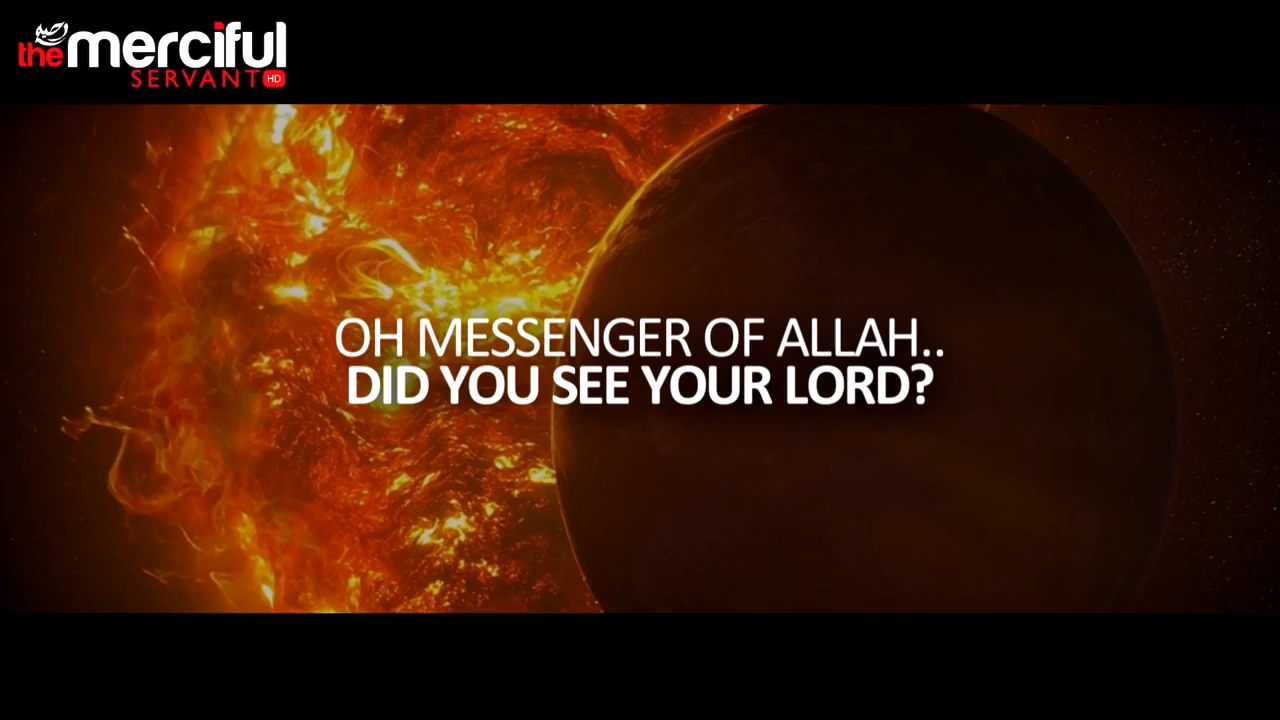 the merciful
SERVANT HD
OH MESSENGER OF ALLAH..
DID YOU SEE YOUR LORD?